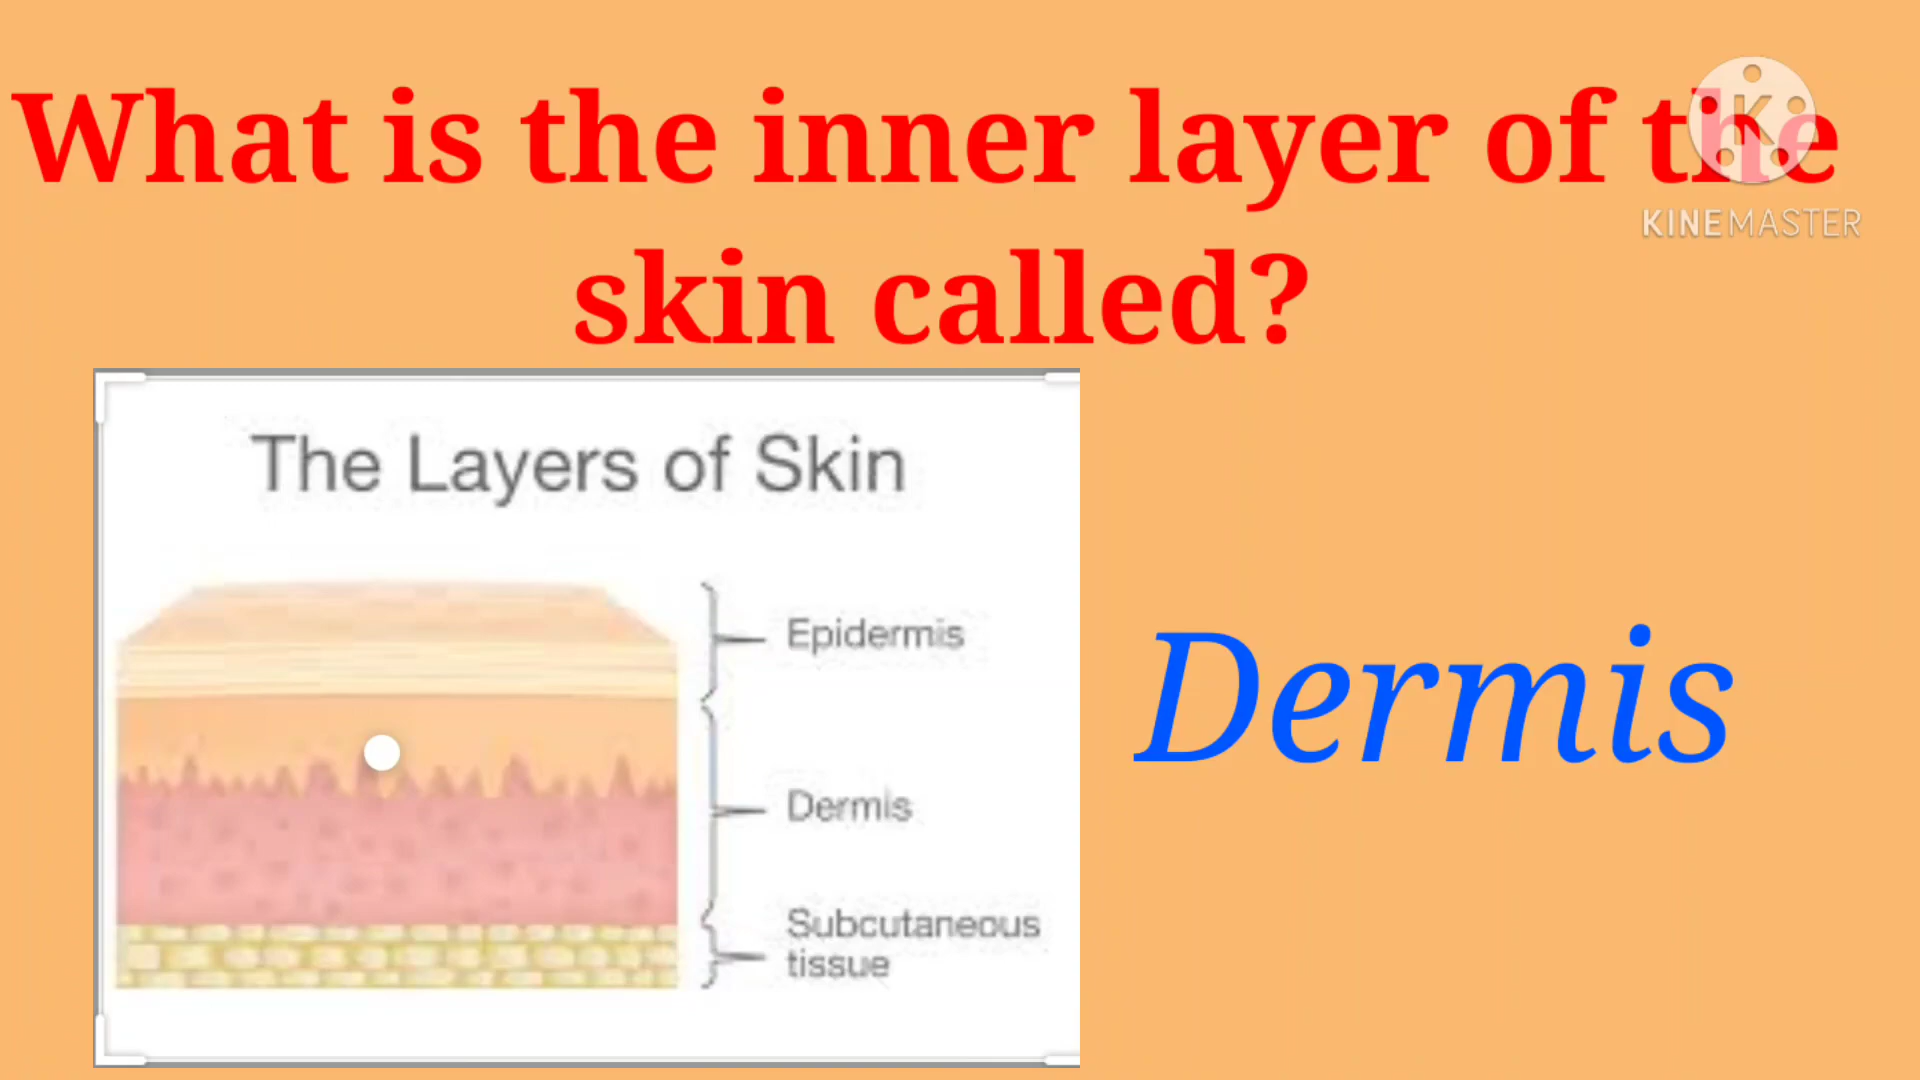 What is the inner layer of the
skin called?
KINEMASTER
The Layers of Skin
Epidermis
Dermis
Subcutaneous
tissue
Dermis